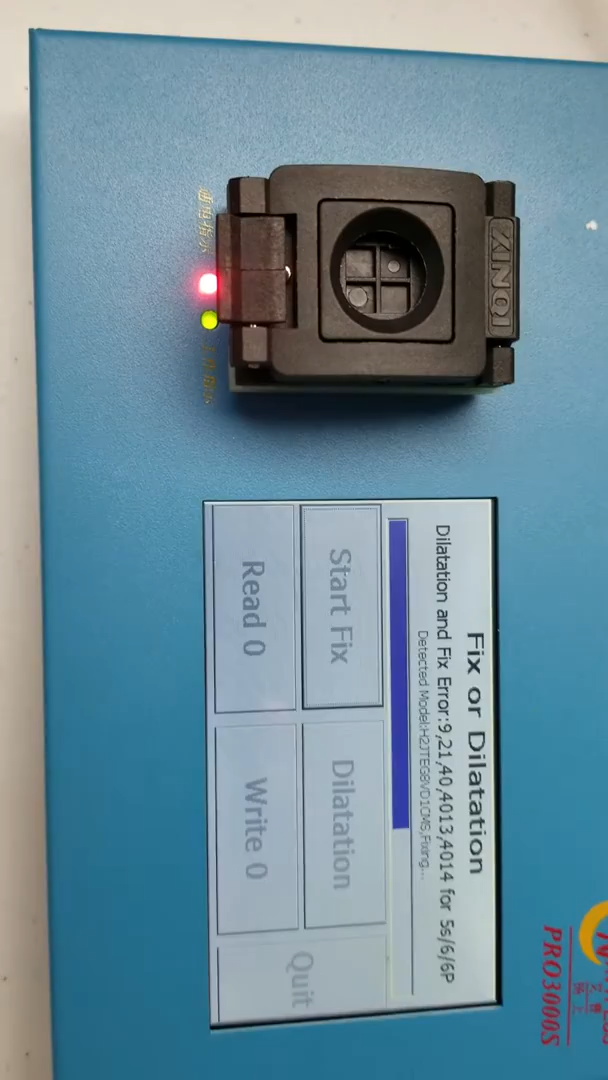 XINQI
Fix or Dilatation
Dilatation and Fix Error:9,21,40,4013,4014 for 5s/6/6P
Detected Model:H2JTEG8VD1CMS,Fixing...
Start Fix
Dilatation
Read 0
Write 0
Quit
PRO3000S